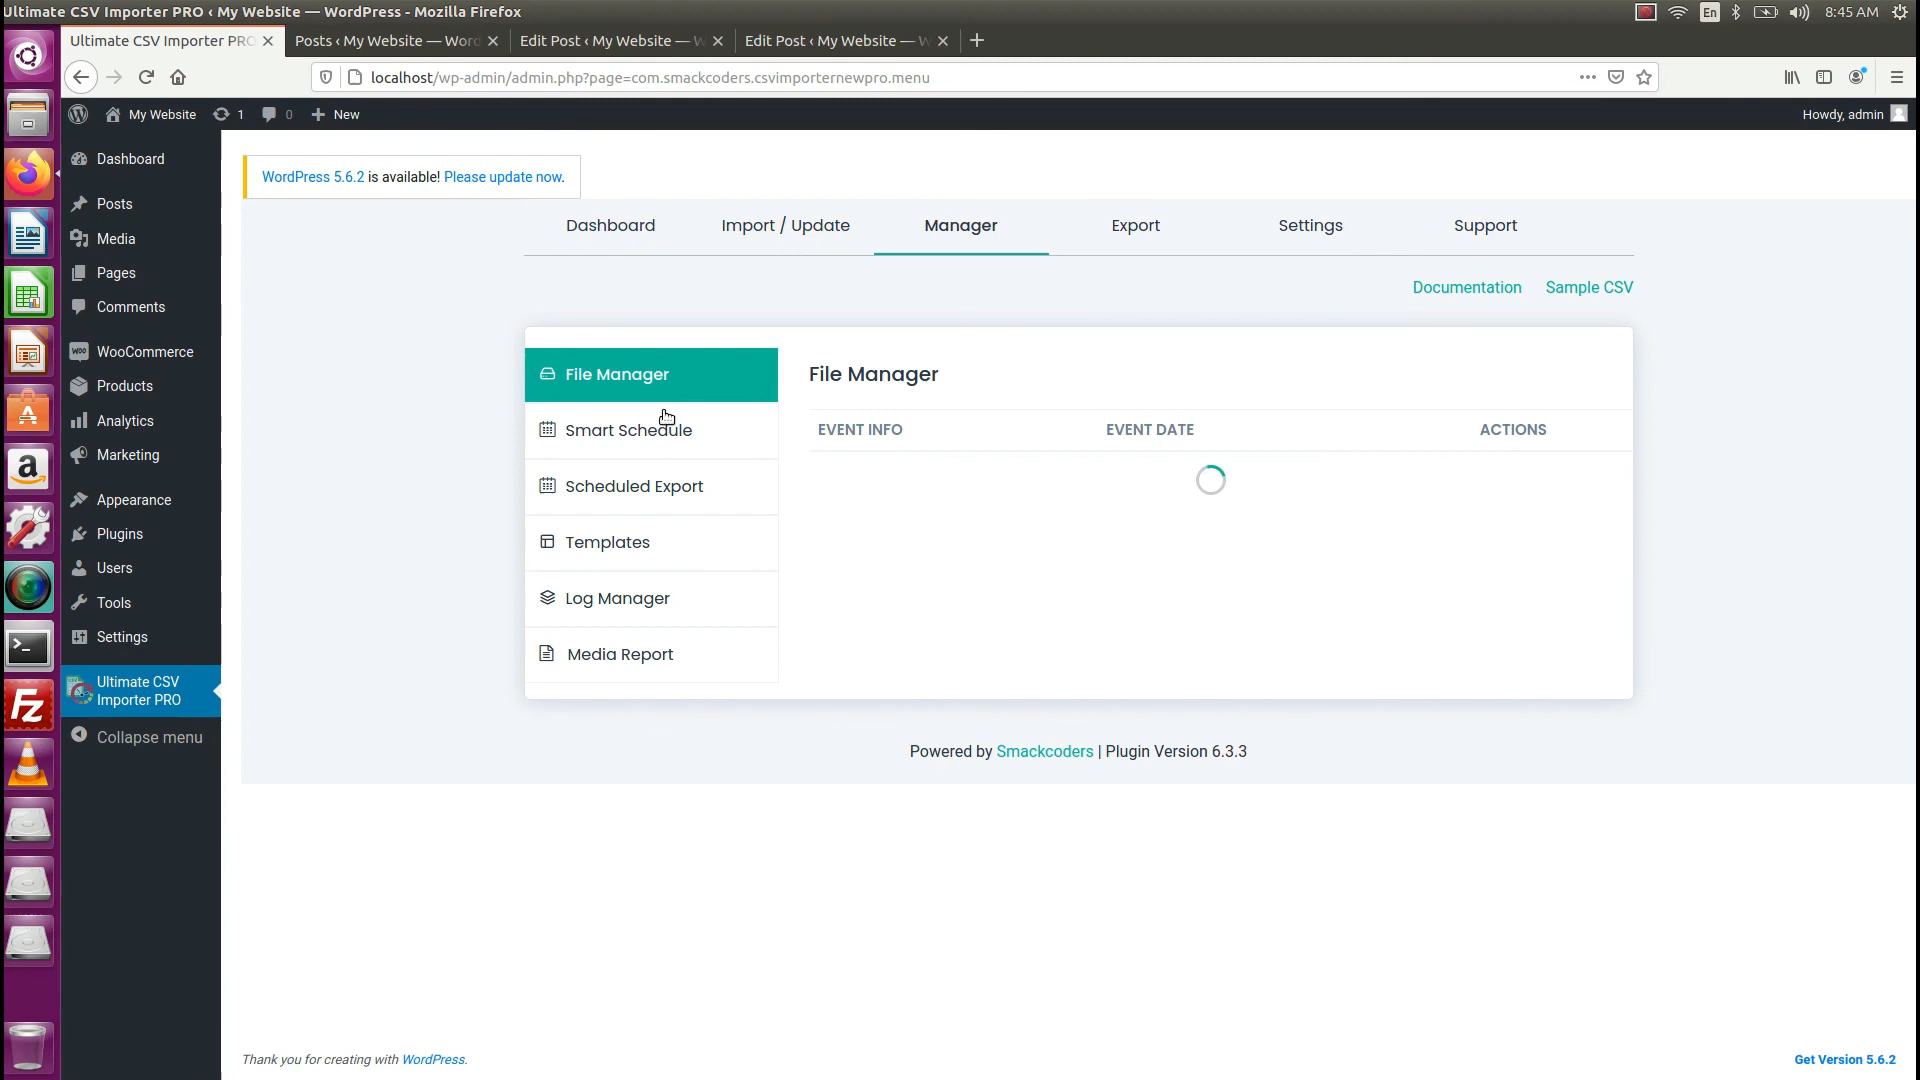 Ultimate CSV Importer PRO ‹ My Website — WordPress - Mozilla Firefox
En
8:45 AM
Ultimate CSV Importer PRO
Posts ‹ My Website — Wor
Edit Post ‹ My Website — W
Edit Post ‹ My Website — W
localhost/wp-admin/admin.php?page=com.smackcoders.csvimporternewpro.menu
My Website
1
0
New
Howdy, admin
Dashboard
Posts
Media
Pages
Comments
WooCommerce
Products
Analytics
Marketing
Appearance
Plugins
Users
Tools
Settings
Ultimate CSV
Importer PRO
Collapse menu
WordPress 5.6.2 is available! Please update now.
Dashboard
Import / Update
Manager
Export
Settings
Support
Documentation
Sample CSV
File Manager
Smart Schedule
Scheduled Export
Templates
Log Manager
Media Report
File Manager
EVENT INFO
EVENT DATE
ACTIONS
Powered by Smackcoders | Plugin Version 6.3.3
Thank you for creating with WordPress.
Get Version 5.6.2